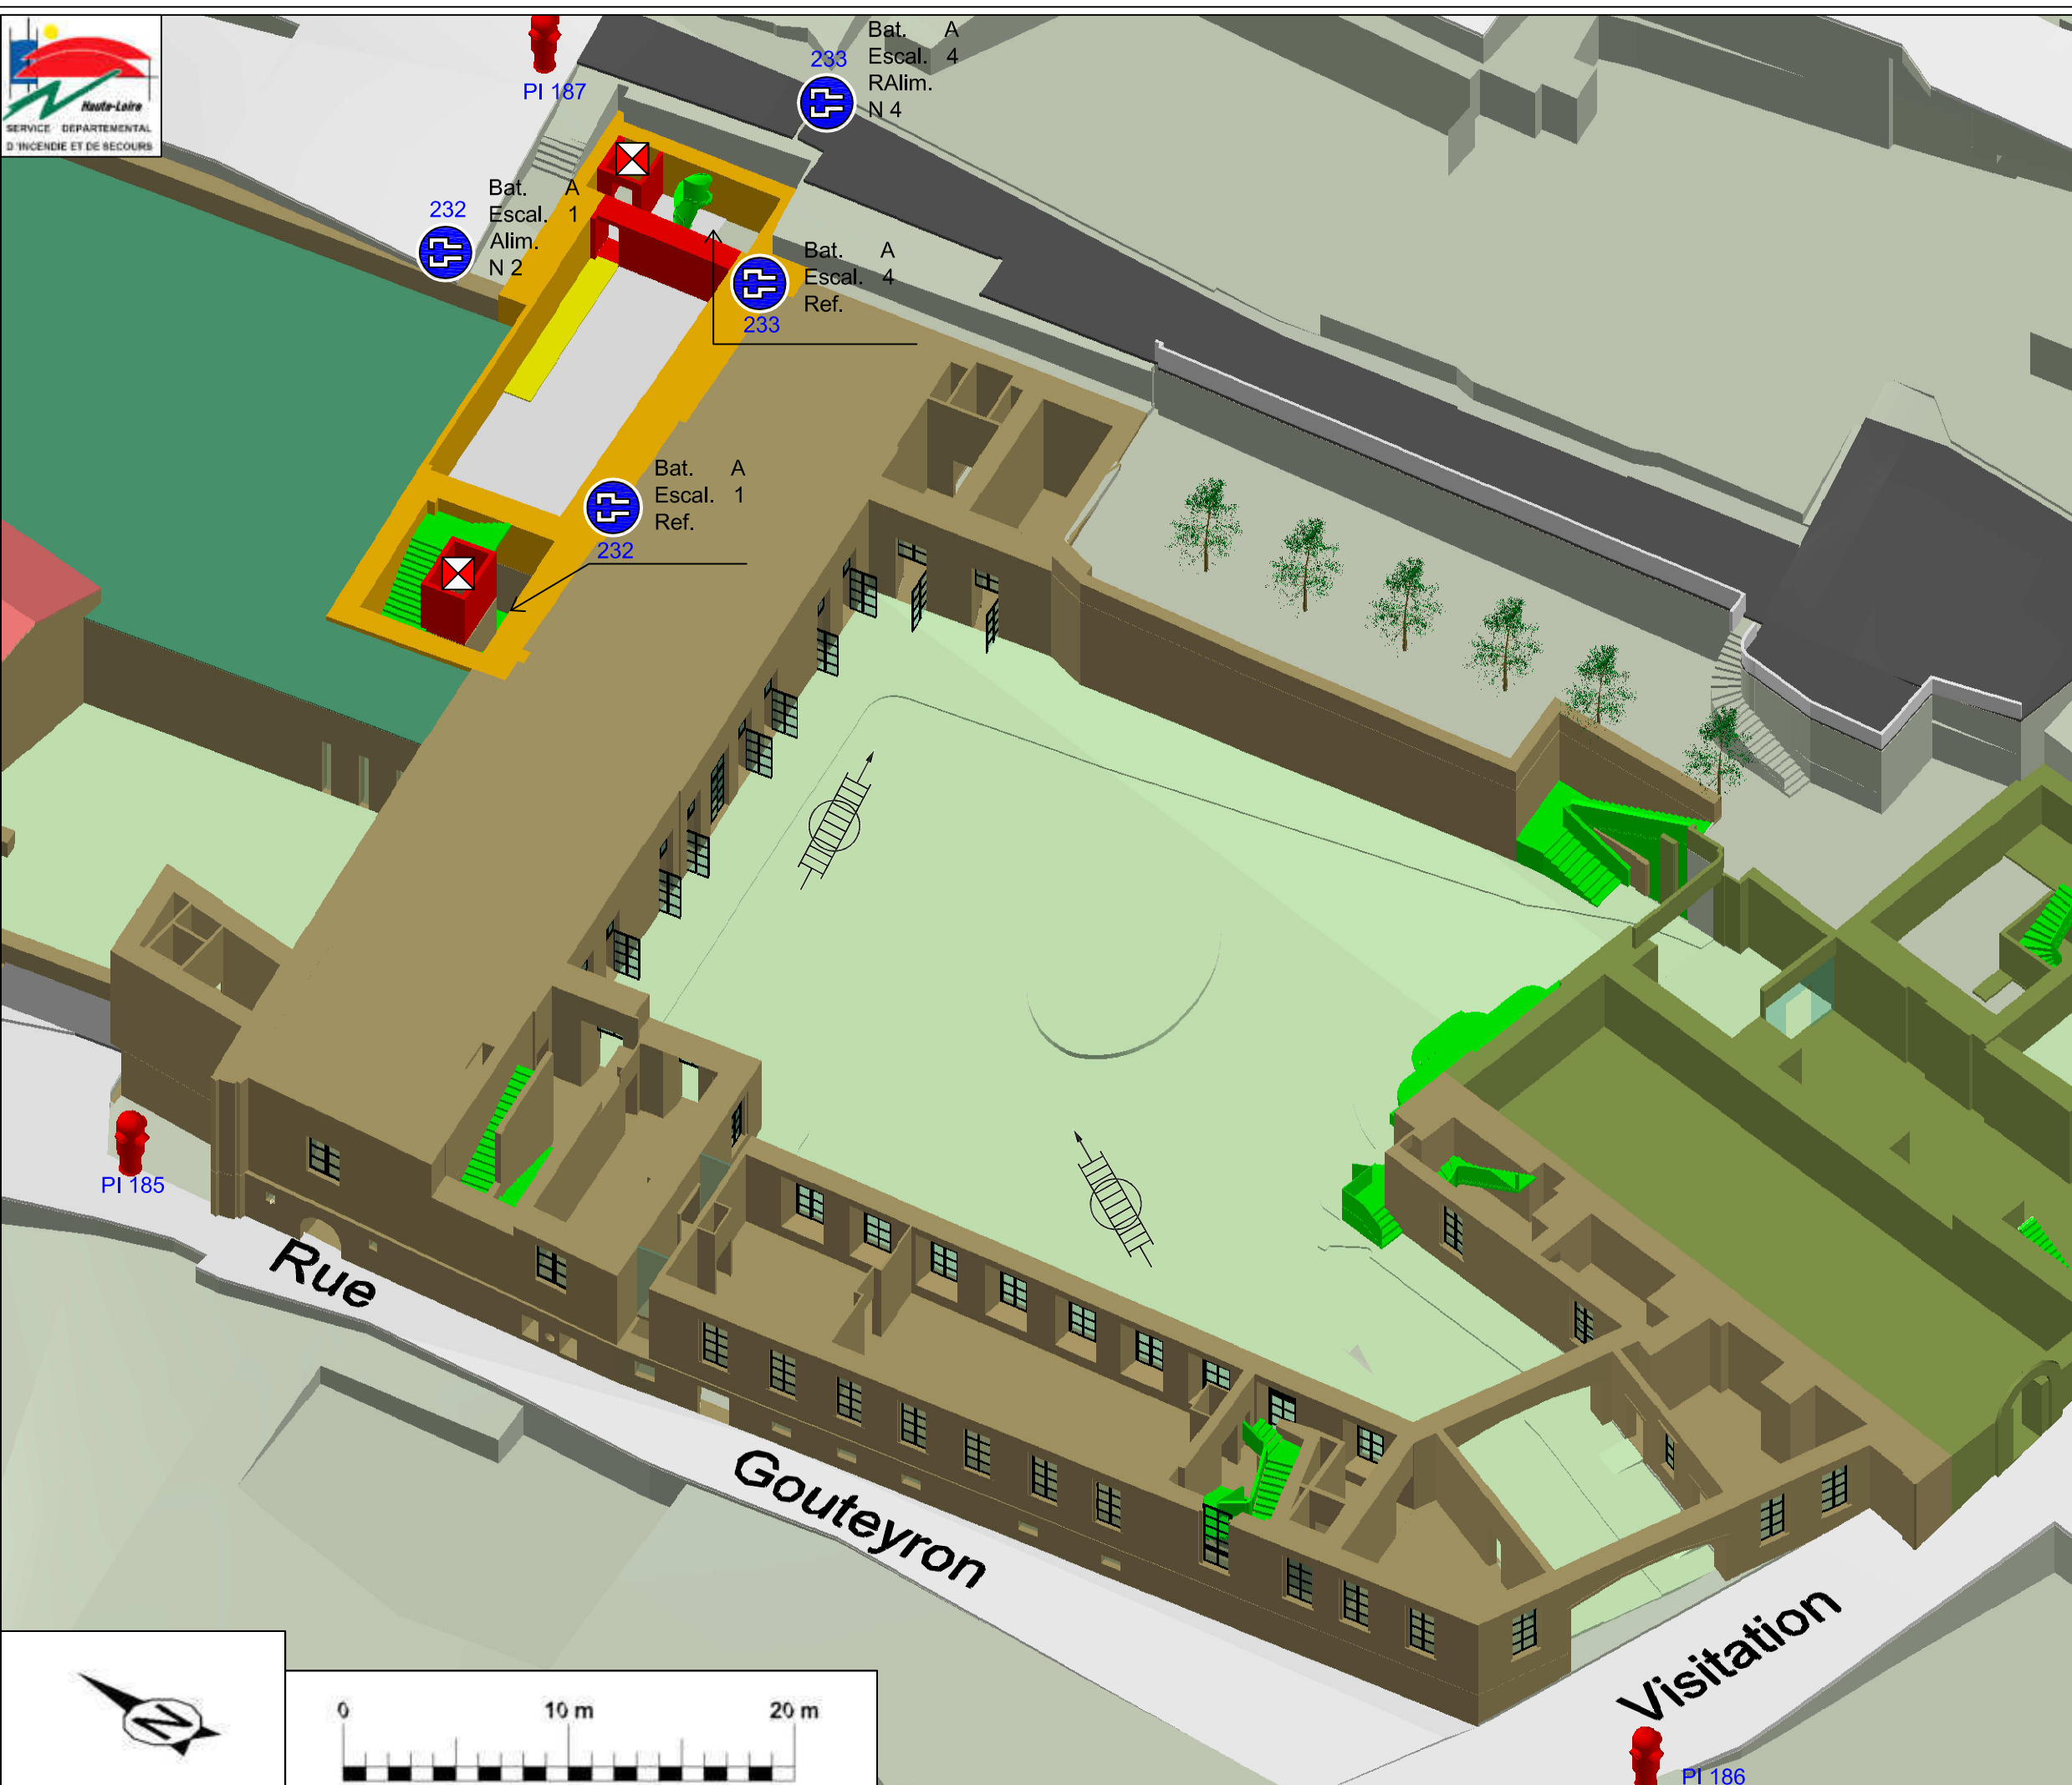 Haute-Loire
SERVICE DÉPARTEMENTAL
D'INCENDIE ET DE SECOURS
PI 187
233
Bat. A
Escal. 4
RAlim.
N 4
232
Bat. A
Escal. 1
Alim.
N 2
Bat. A
Escal. 4
Ref.
233
Bat. A
Escal. 1
Ref.
232
PI 185
Rue
Gouteyron
Visitation
PI 186
N
0 10 m 20 m